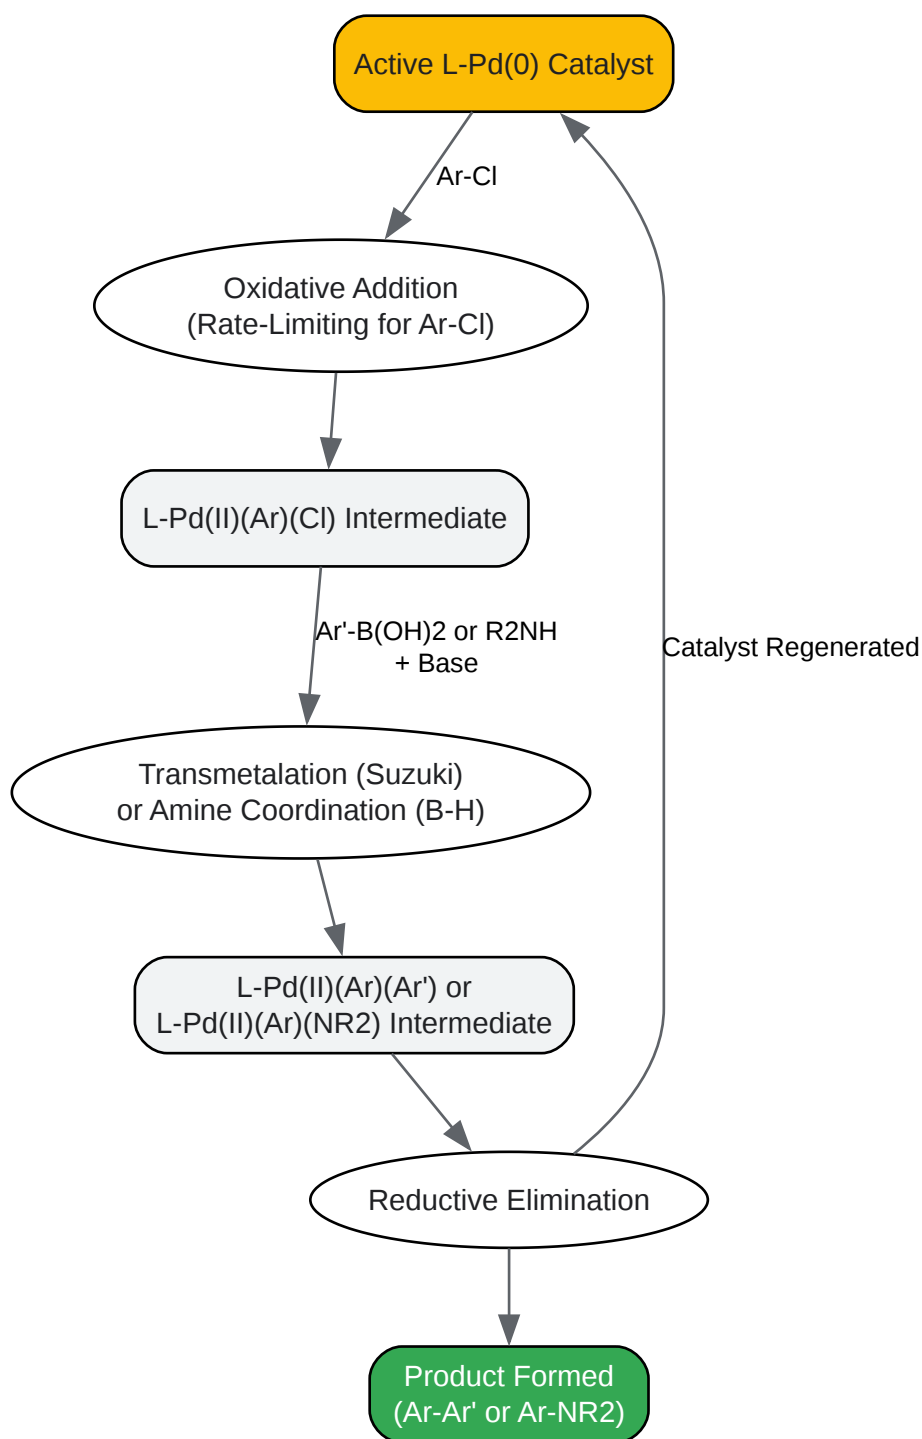 Active L-Pd(0) Catalyst
Ar-Cl
Oxidative Addition
(Rate-Limiting for Ar-Cl)
L-Pd(II)(Ar)(Cl) Intermediate
Ar'-B(OH)2 or R2NH
+ Base
Catalyst Regenerated
Transmetalation (Suzuki)
or Amine Coordination (B-H)
L-Pd(II)(Ar)(Ar') or
L-Pd(II)(Ar)(NR2) Intermediate
Reductive Elimination
Product Formed
(Ar-Ar' or Ar-NR2)